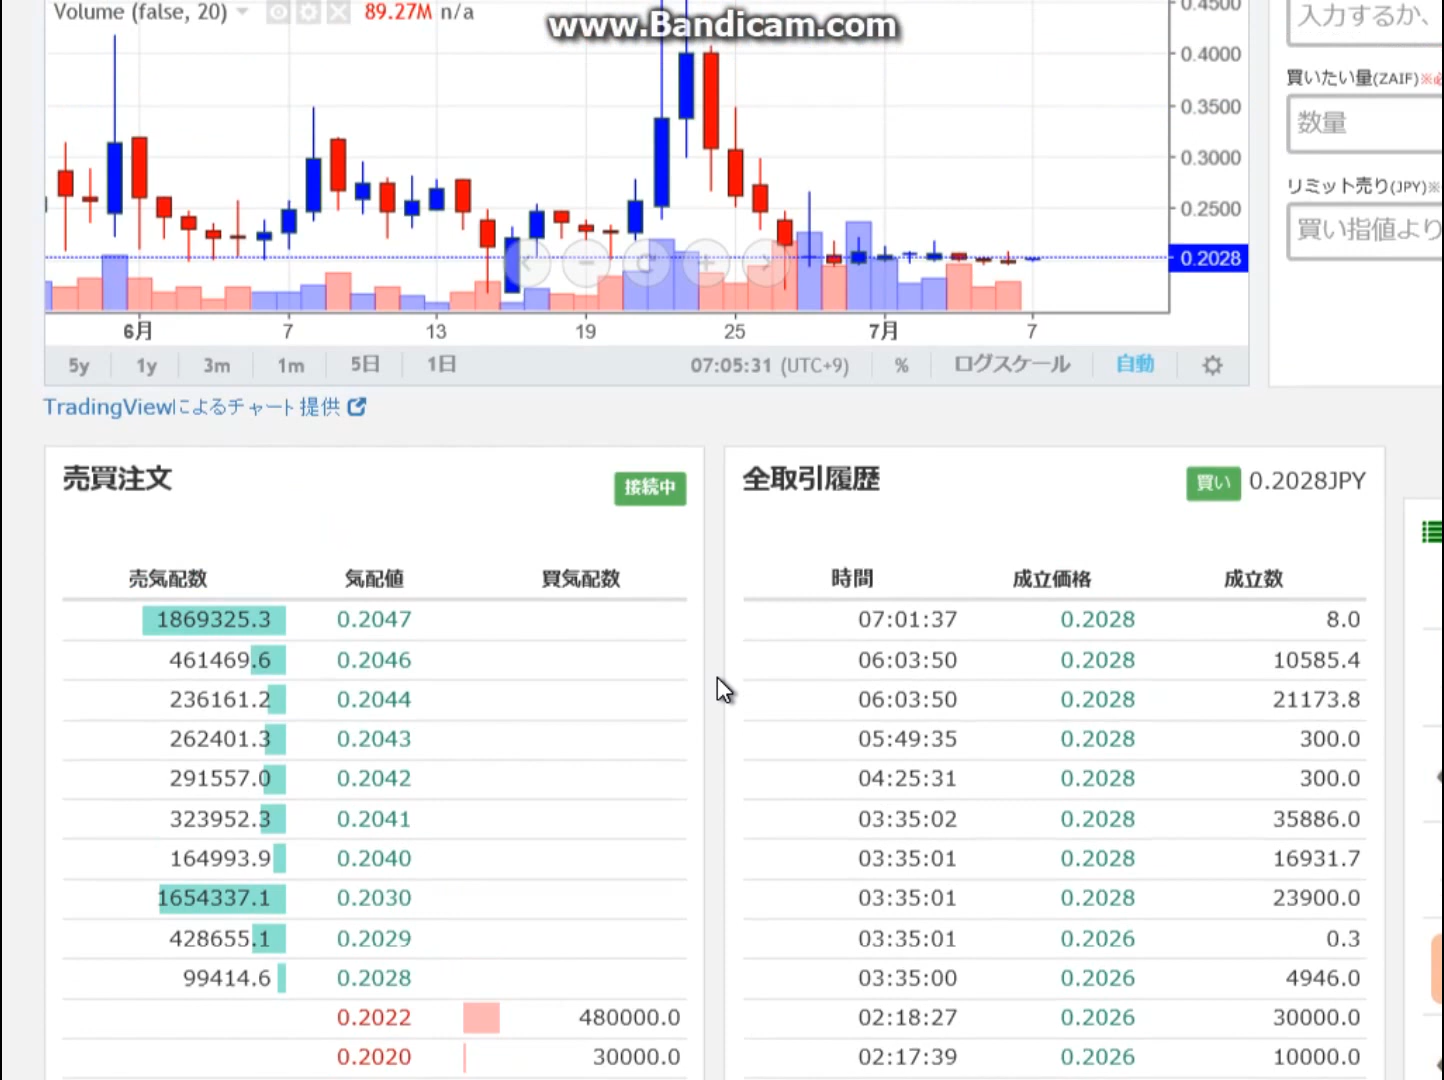 Volume (false, 20) 89.27M n/a
www.Bandicam.com
0.4500
0.4000
0.3500
0.3000
0.2500
0.2028
入力するか、
買いたい量(ZAIF)
数量
リミット売り(JPY)※
買い指値より
6月 7 13 19 25 7月 7
5y 1y 3m 1m 5日 1日 07:05:31 (UTC+9) % ログスケール 自動
TradingViewによるチャート提供
売買注文 接続中
売気配数 気配値 買気配数
1869325.3 0.2047
461469.6 0.2046
236161.2 0.2044
262401.3 0.2043
291557.0 0.2042
323952.3 0.2041
164993.9 0.2040
1654337.1 0.2030
428655.1 0.2029
99414.6 0.2028
0.2022 480000.0
0.2020 30000.0
全取引履歴 買い 0.2028JPY
時間 成立価格 成立数
07:01:37 0.2028 8.0
06:03:50 0.2028 10585.4
06:03:50 0.2028 21173.8
05:49:35 0.2028 300.0
04:25:31 0.2028 300.0
03:35:02 0.2028 35886.0
03:35:01 0.2028 16931.7
03:35:01 0.2028 23900.0
03:35:01 0.2026 0.3
03:35:00 0.2026 4946.0
02:18:27 0.2026 30000.0
02:17:39 0.2026 10000.0